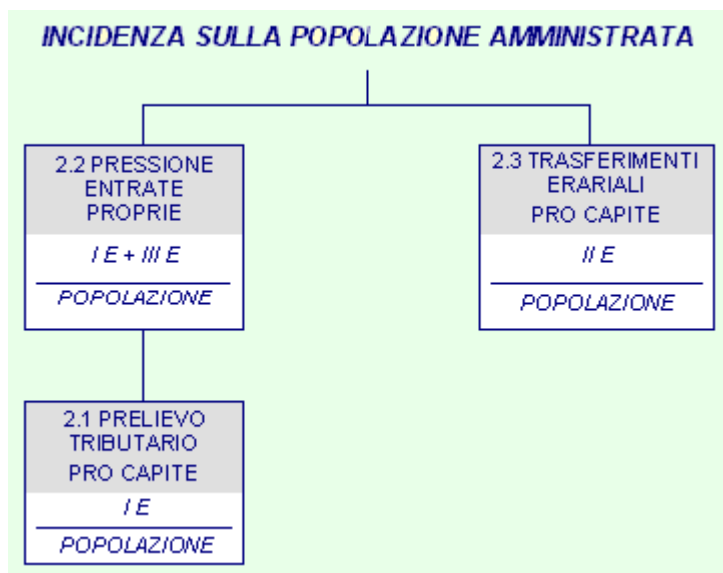 INCIDENZA SULLA POPOLAZIONE AMMINISTRATA
2.2 PRESSIONE
ENTRATE
PROPRIE
I E + III E
POPOLAZIONE
2.3 TRASFERIMENTI
ERARIALI
PRO CAPITE
II E
POPOLAZIONE
2.1 PRELIEVO
TRIBUTARIO
PRO CAPITE
I E
POPOLAZIONE